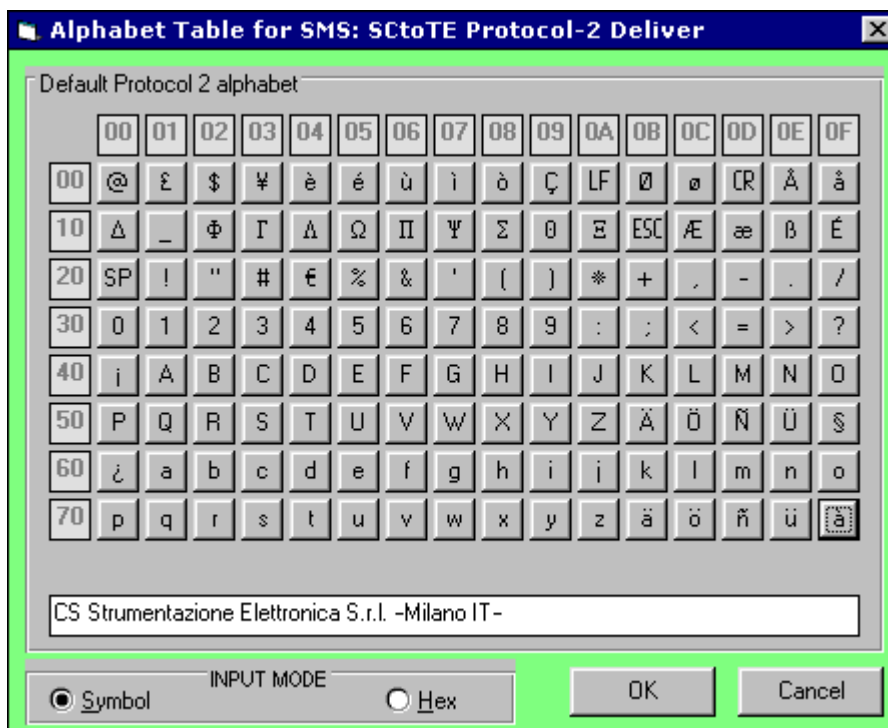 Alphabet Table for SMS: SCtoTE Protocol-2 Deliver
Default Protocol 2 alphabet
00 01 02 03 04 05 06 07 08 09 0A 0B 0C 0D 0E 0F
00 @ £ $ ¥ è é ù ì ò Ç LF Ø ø CR Å å
10 Δ _ Φ Γ Λ Ω Π Ψ Σ Θ Ξ ESC Æ æ ß É
20 SP ! " # € % & ' ( ) * + , - . /
30 0 1 2 3 4 5 6 7 8 9 : ; < = > ?
40 ¡ A B C D E F G H I J K L M N O
50 P Q R S T U V W X Y Z Ä Ö Ñ Ü §
60 ¿ a b c d e f g h i j k l m n o
70 p q r s t u v w x y z ä ö ñ ü à
CS Strumentazione Elettronica S.r.l. -Milano IT-
INPUT MODE
Symbol Hex
OK Cancel